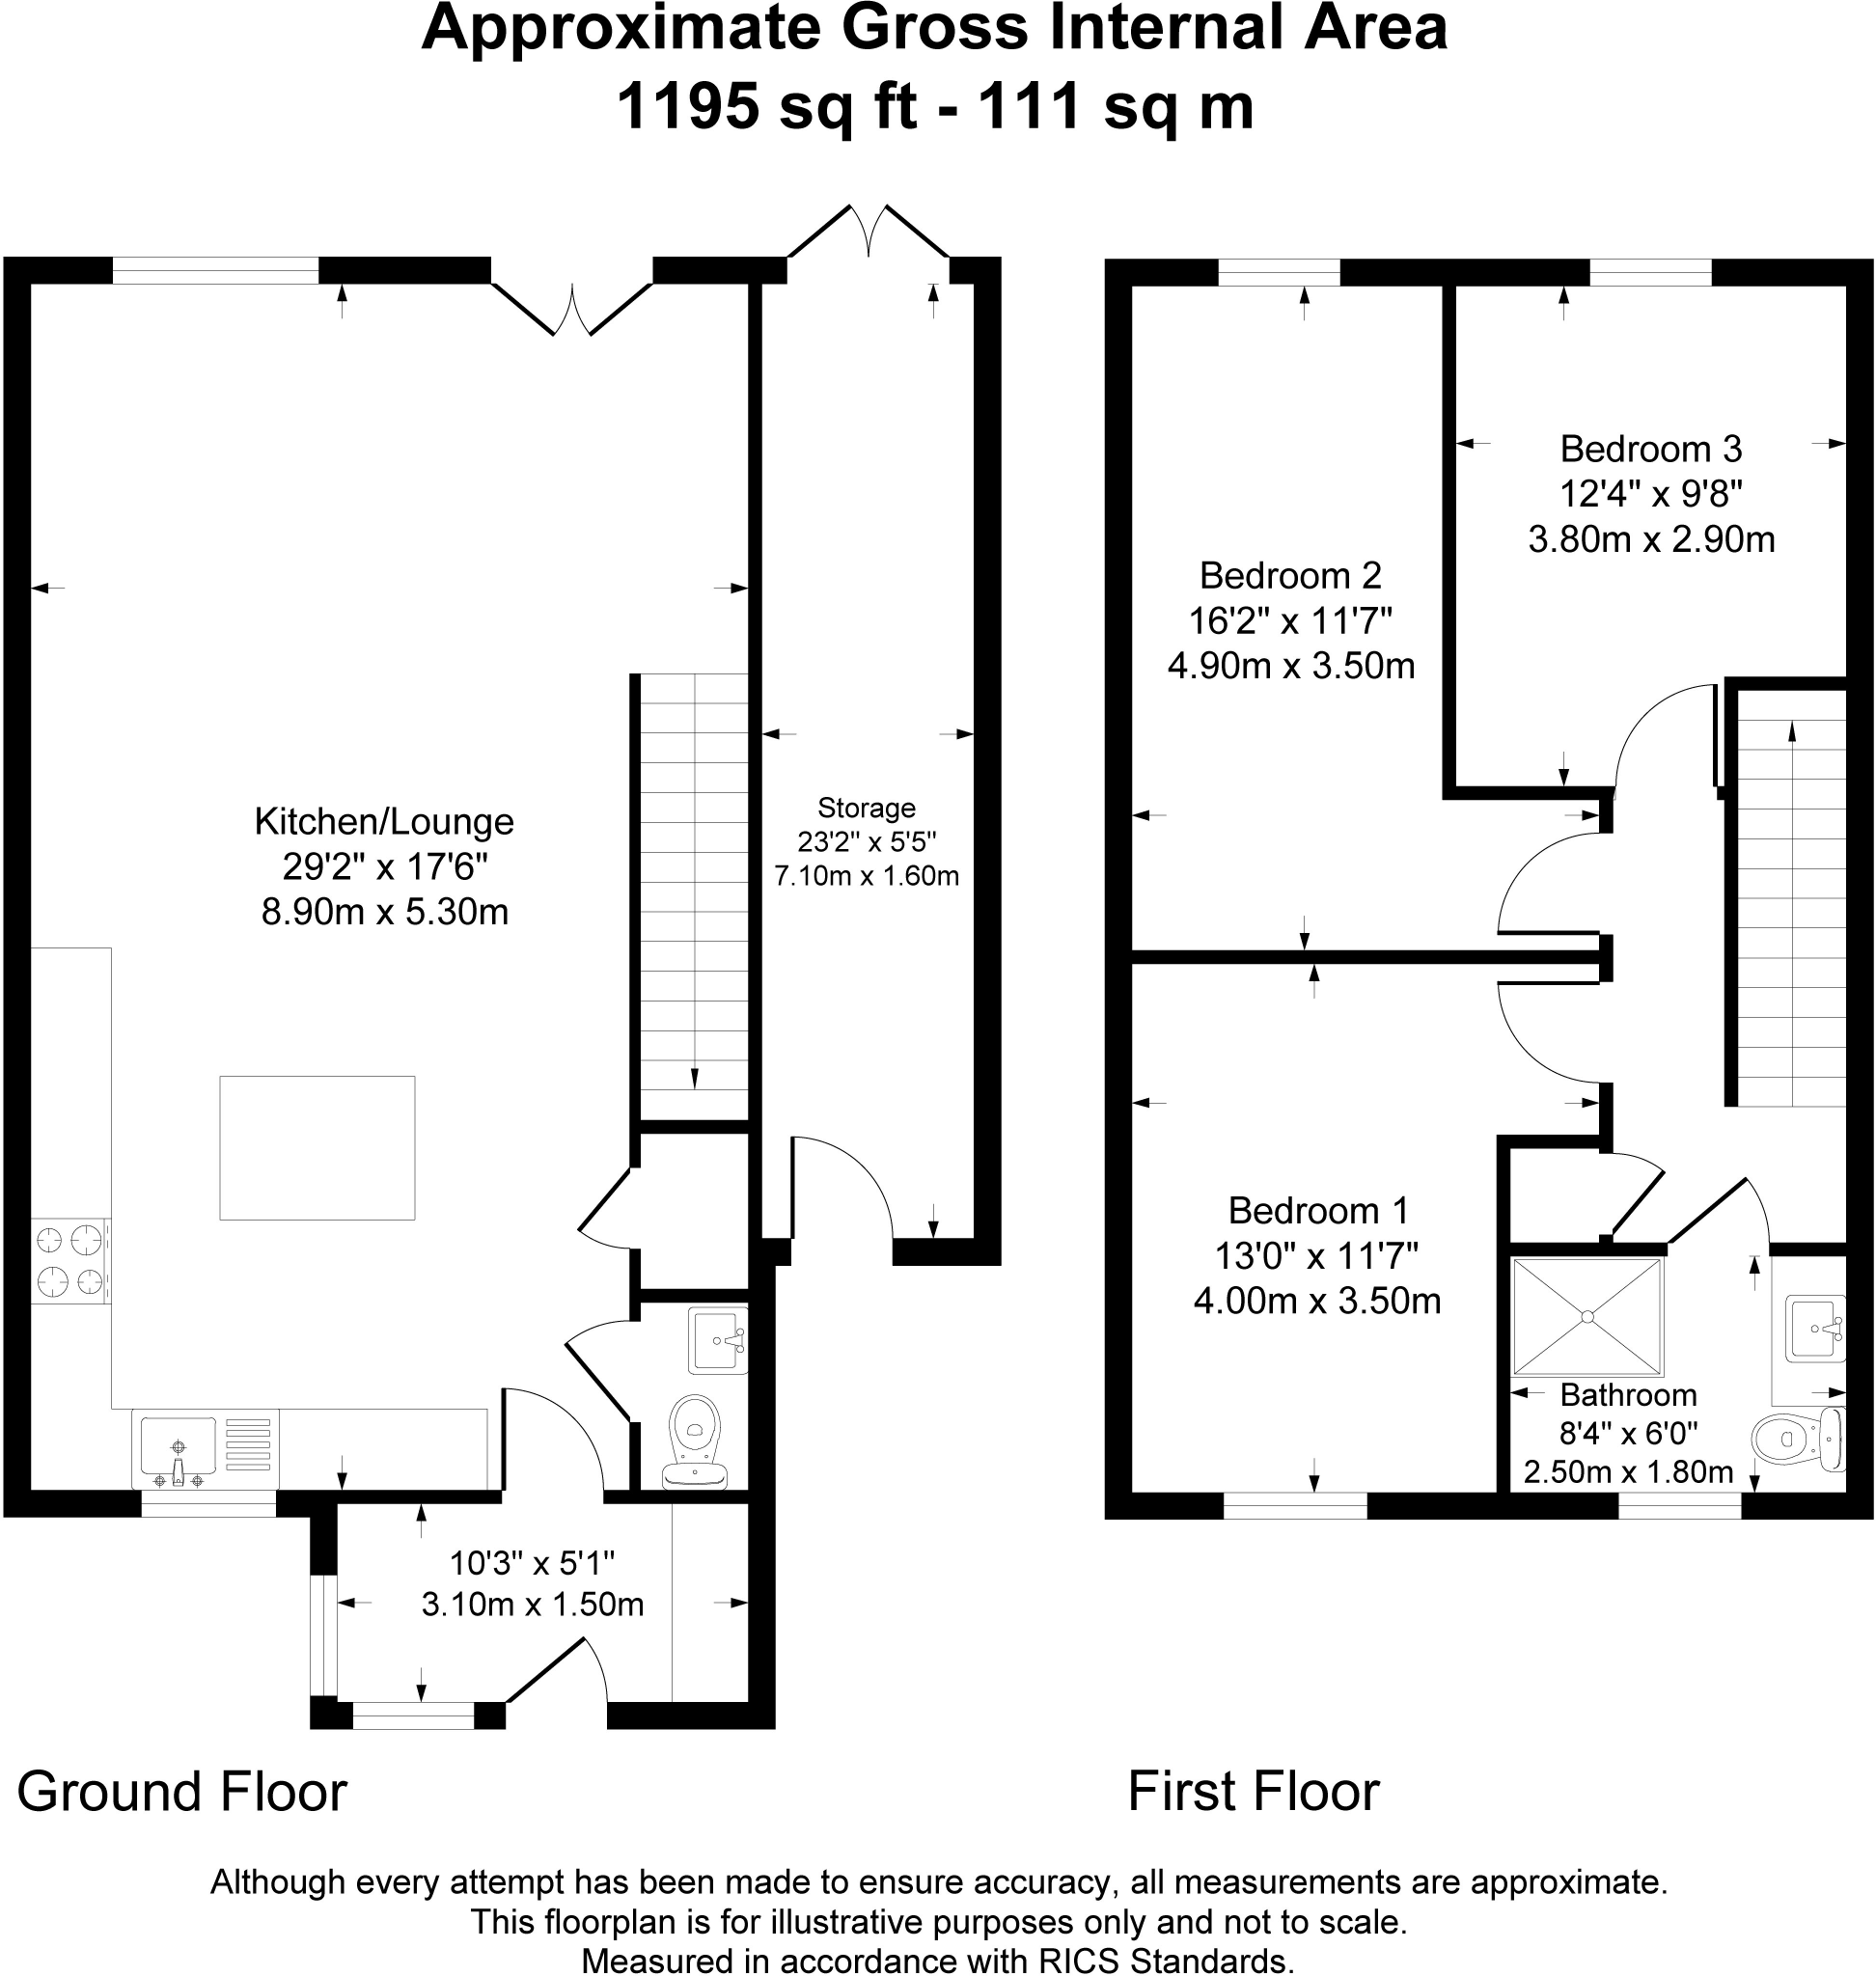 Approximate Gross Internal Area
1195 sq ft - 111 sq m
Kitchen/Lounge
29'2" x 17'6"
8.90m x 5.30m
Storage
23'2" x 5'5"
7.10m x 1.60m
10'3" x 5'1"
3.10m x 1.50m
Ground Floor
Bedroom 2
16'2" x 11'7"
4.90m x 3.50m
Bedroom 3
12'4" x 9'8"
3.80m x 2.90m
Bedroom 1
13'0" x 11'7"
4.00m x 3.50m
Bathroom
8'4" x 6'0"
2.50m x 1.80m
First Floor
Although every attempt has been made to ensure accuracy, all measurements are approximate.
This floorplan is for illustrative purposes only and not to scale.
Measured in accordance with RICS Standards.